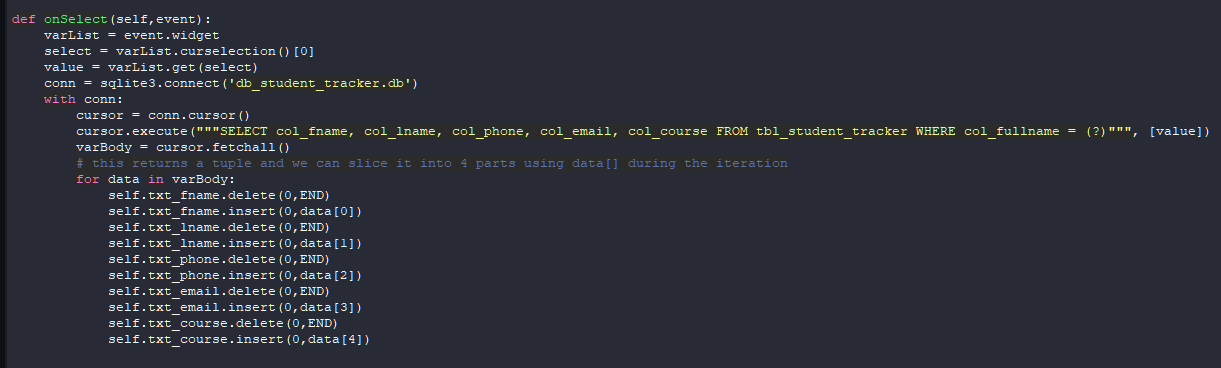 def onSelect(self,event):
    varList = event.widget
    select = varList.curselection()[0]
    value = varList.get(select)
    conn = sqlite3.connect('db_student_tracker.db')
    with conn:
        cursor = conn.cursor()
        cursor.execute("""SELECT col_fname, col_lname, col_phone, col_email, col_course FROM tbl_student_tracker WHERE col_fullname = (?)""", [value])
        varBody = cursor.fetchall()
        # this returns a tuple and we can slice it into 4 parts using data[] during the iteration
        for data in varBody:
            self.txt_fname.delete(0,END)
            self.txt_fname.insert(0,data[0])
            self.txt_lname.delete(0,END)
            self.txt_lname.insert(0,data[1])
            self.txt_phone.delete(0,END)
            self.txt_phone.insert(0,data[2])
            self.txt_email.delete(0,END)
            self.txt_email.insert(0,data[3])
            self.txt_course.delete(0,END)
            self.txt_course.insert(0,data[4])